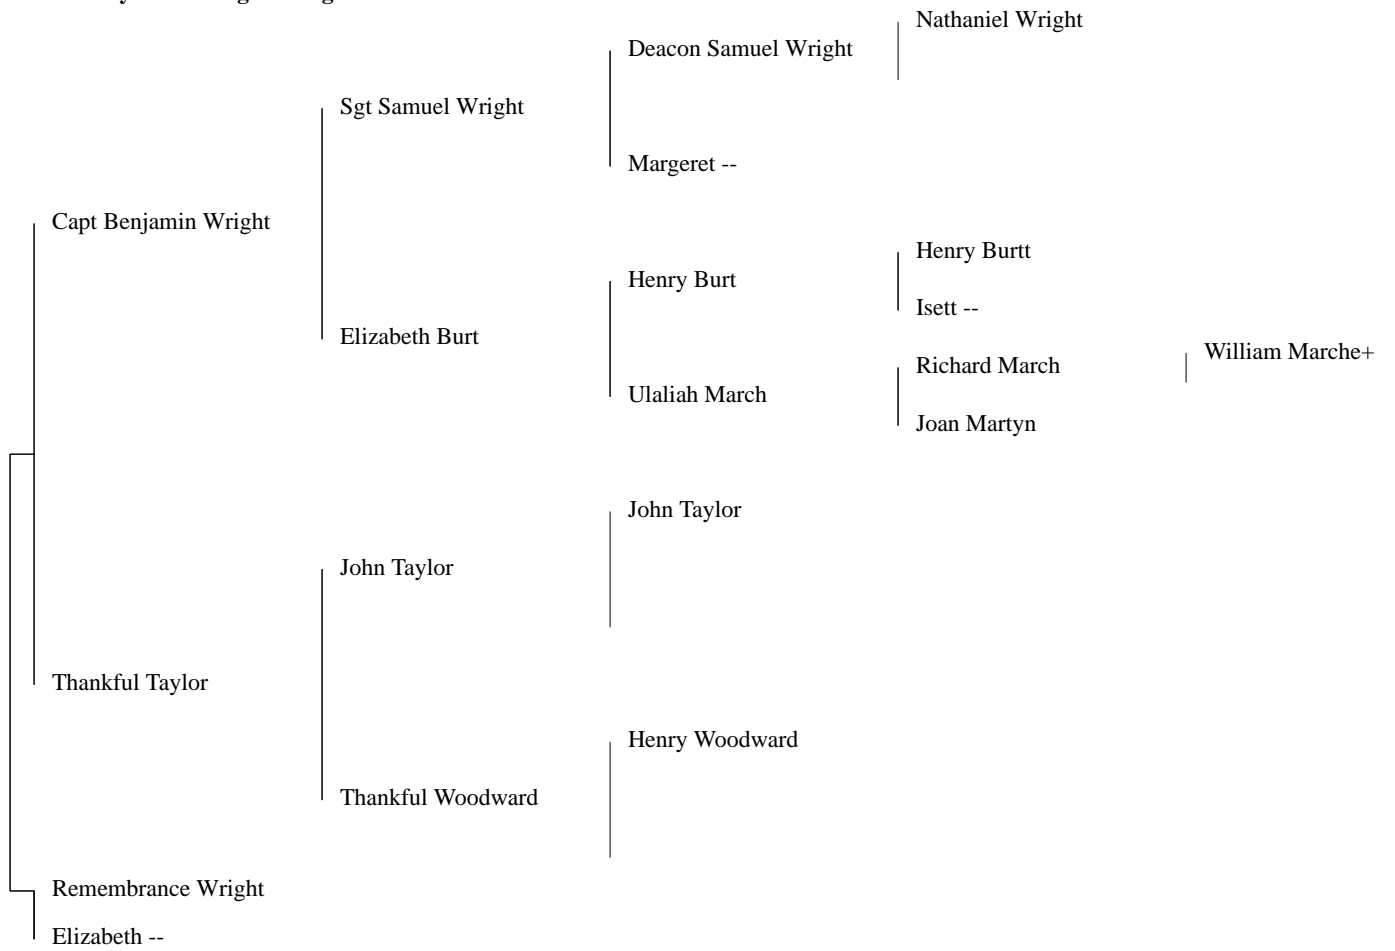 Nathaniel Wright
Deacon Samuel Wright
Sgt Samuel Wright
Margeret --
Capt Benjamin Wright
Henry Burtt
Henry Burt
Isett --
Elizabeth Burt
William Marche+
Richard March
Ulaliah March
Joan Martyn
John Taylor
John Taylor
Thankful Taylor
Henry Woodward
Thankful Woodward
Remembrance Wright
Elizabeth --